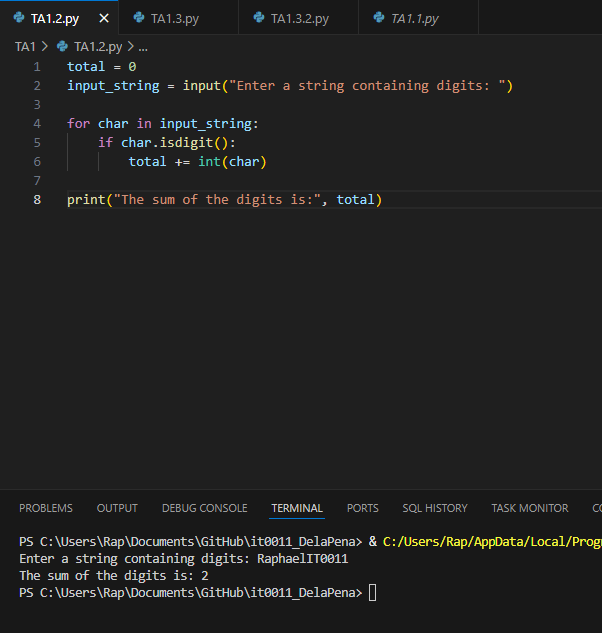 TA1.2.py TA1.3.py TA1.3.2.py TA1.1.py
TA1 > TA1.2.py > ...
1 total = 0
2 input_string = input("Enter a string containing digits: ")
3
4 for char in input_string:
5     if char.isdigit():
6         total += int(char)
7
8 print("The sum of the digits is:", total)
PROBLEMS OUTPUT DEBUG CONSOLE TERMINAL PORTS SQL HISTORY TASK MONITOR
PS C:\Users\Rap\Documents\GitHub\it0011_DelaPena> & C:/Users/Rap/AppData/Local/Progr
Enter a string containing digits: RaphaelIT0011
The sum of the digits is: 2
PS C:\Users\Rap\Documents\GitHub\it0011_DelaPena>